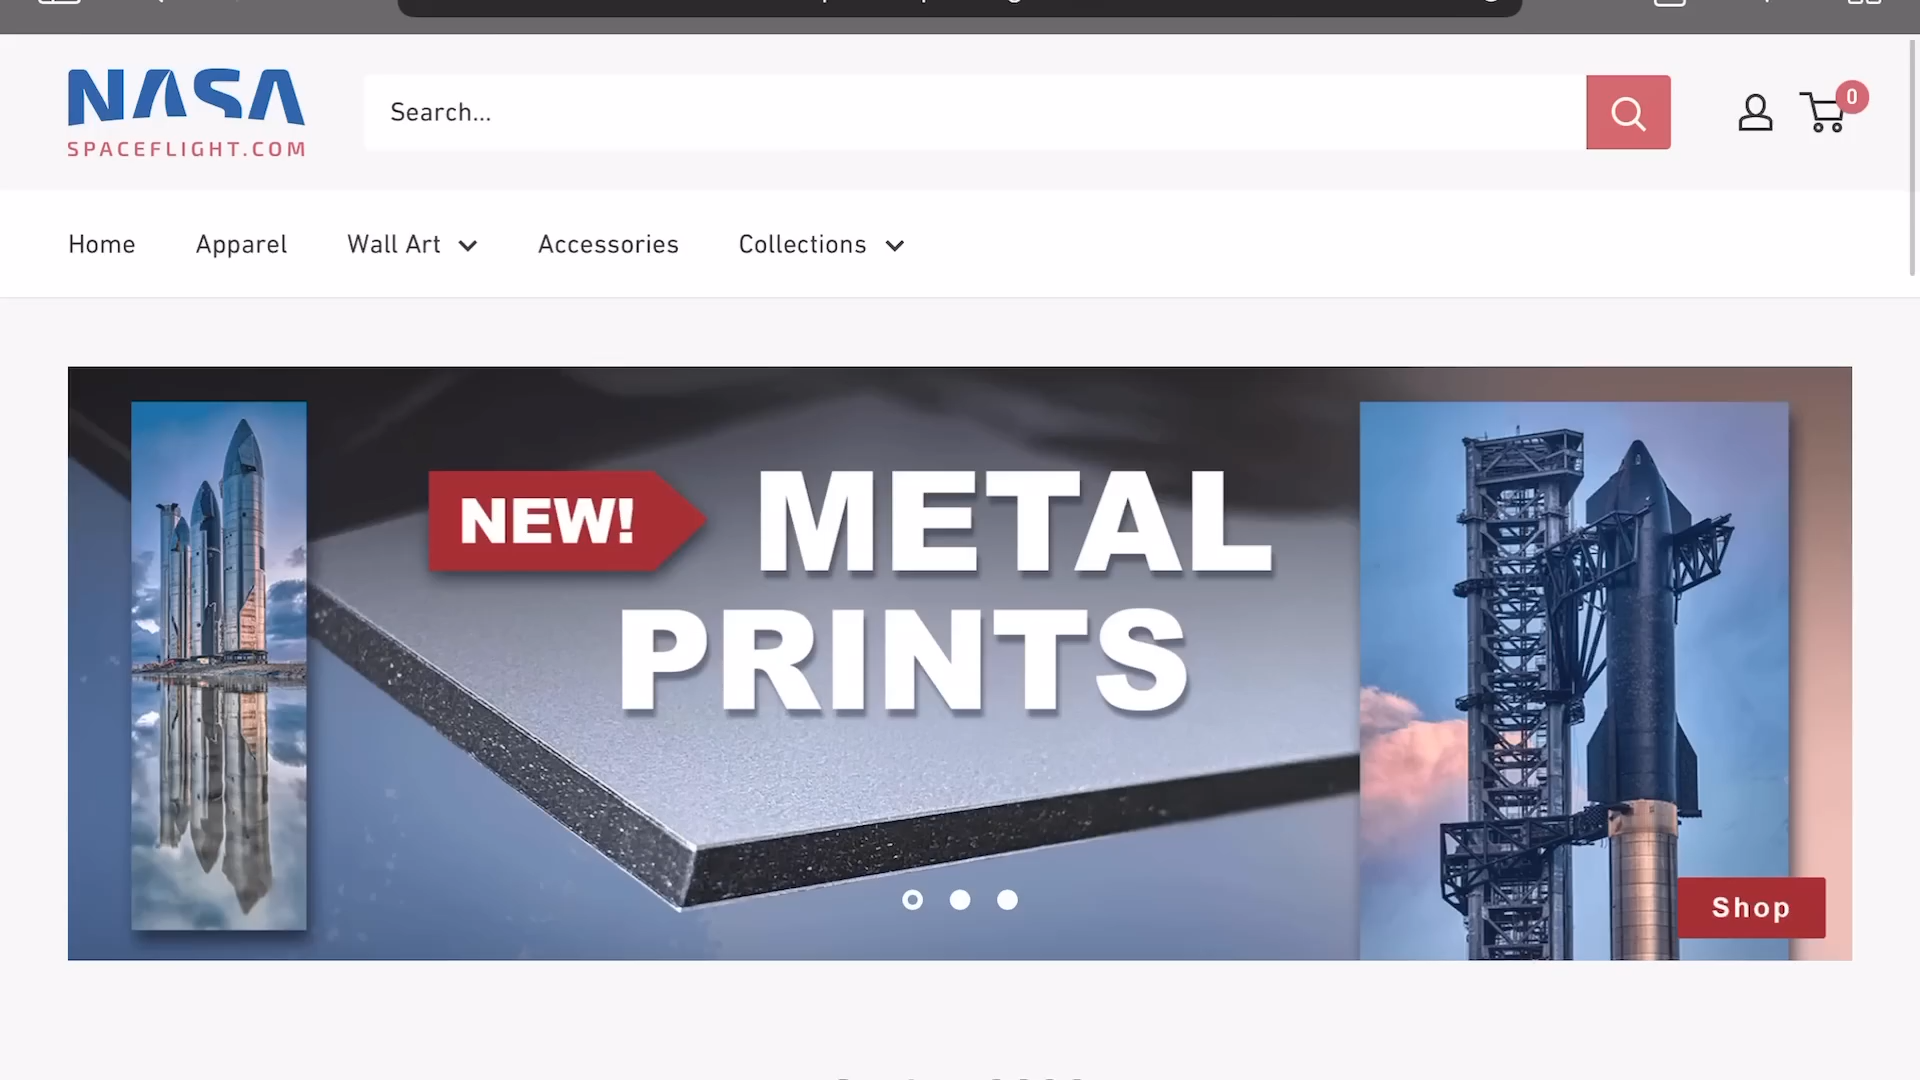 NASA
SPACEFLIGHT.COM
Search...
0
Home Apparel Wall Art Accessories Collections
NEW! METAL
PRINTS
Shop